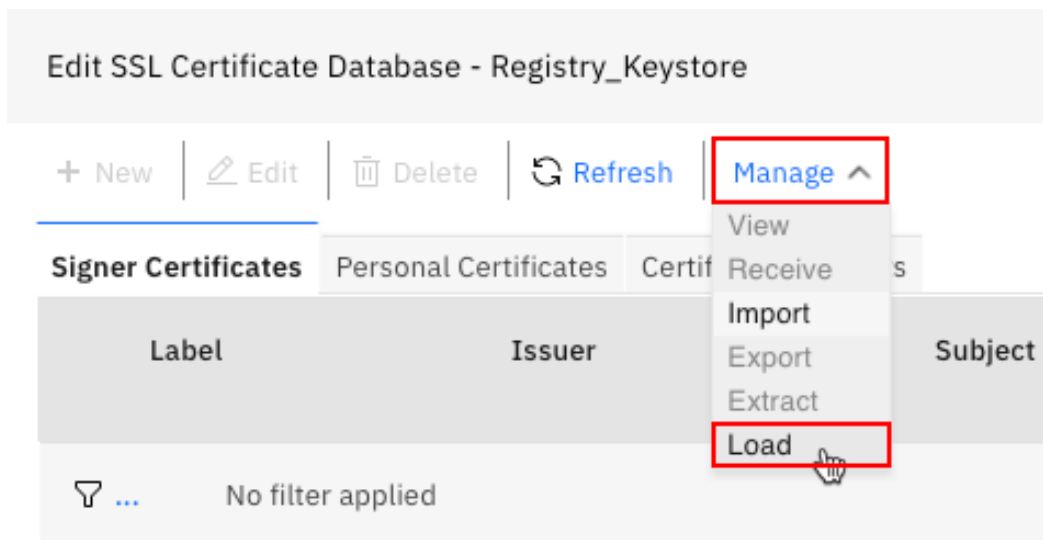 Edit SSL Certificate Database - Registry_Keystore
+ New Edit Delete Refresh Manage
View
Signer Certificates Personal Certificates Certif s
Receive
Import
Label Issuer Subject
Export
Extract
Load
... No filter applied